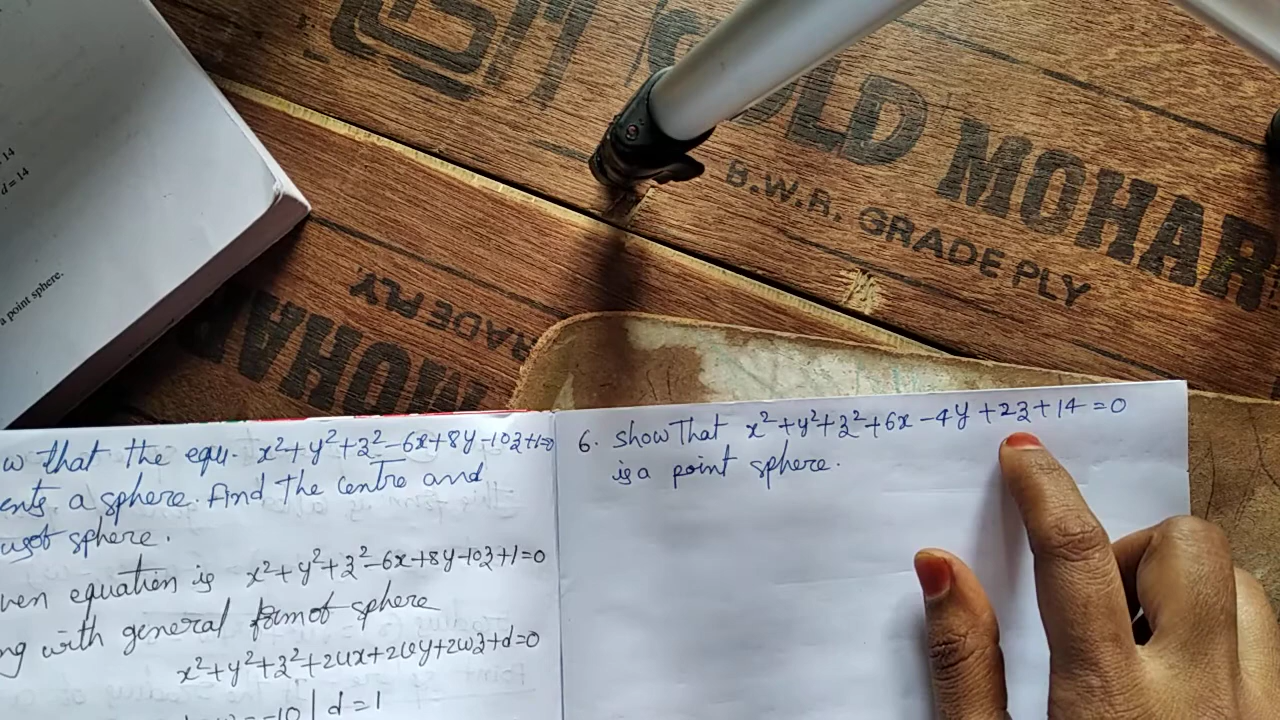 = 14
d = 14
a point sphere.
GOLD MOHAR
B.W.R. GRADE PLY
GRADE PLY
MOHAR
w that the equ. x²+y²+z²-6x+8y-10z+1=0
ents a sphere. Find the centre and
us of sphere.
ven equation is x²+y²+z²-6x+8y-10z+1=0
ng with general form of sphere
x²+y²+z²+2ux+2vy+2wz+d=0
=-10 | d=1
6. show that x²+y²+z²+6x-4y+2z+14=0
is a point sphere.